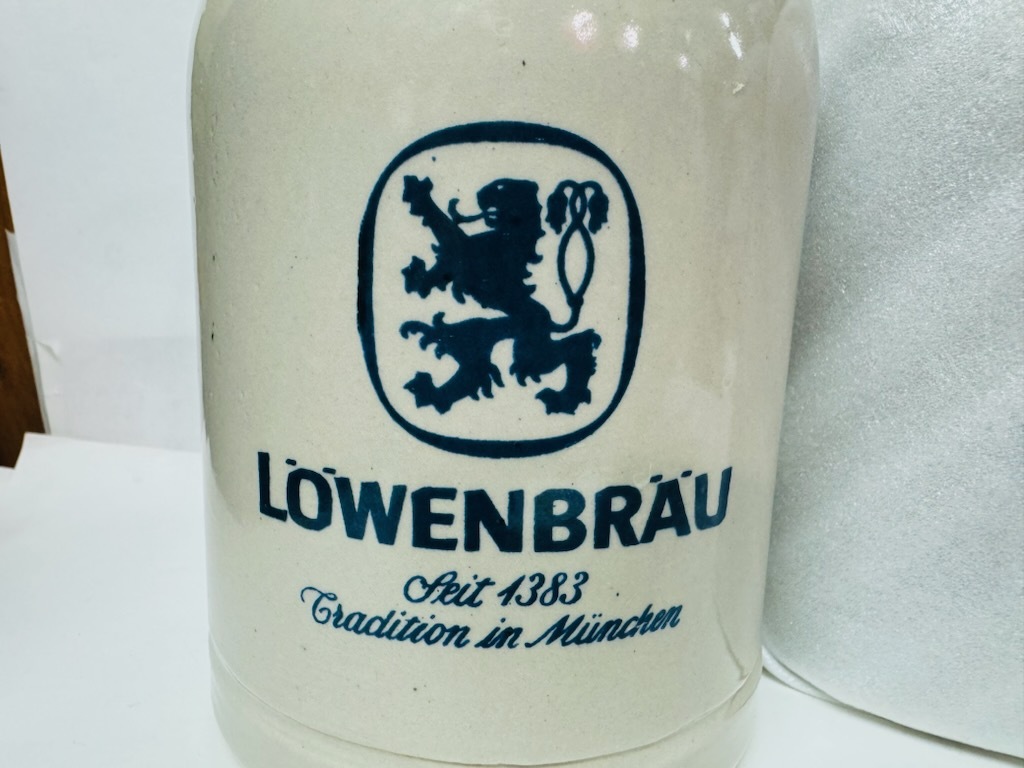 LÖWENBRÄU
Seit 1383
Tradition in München